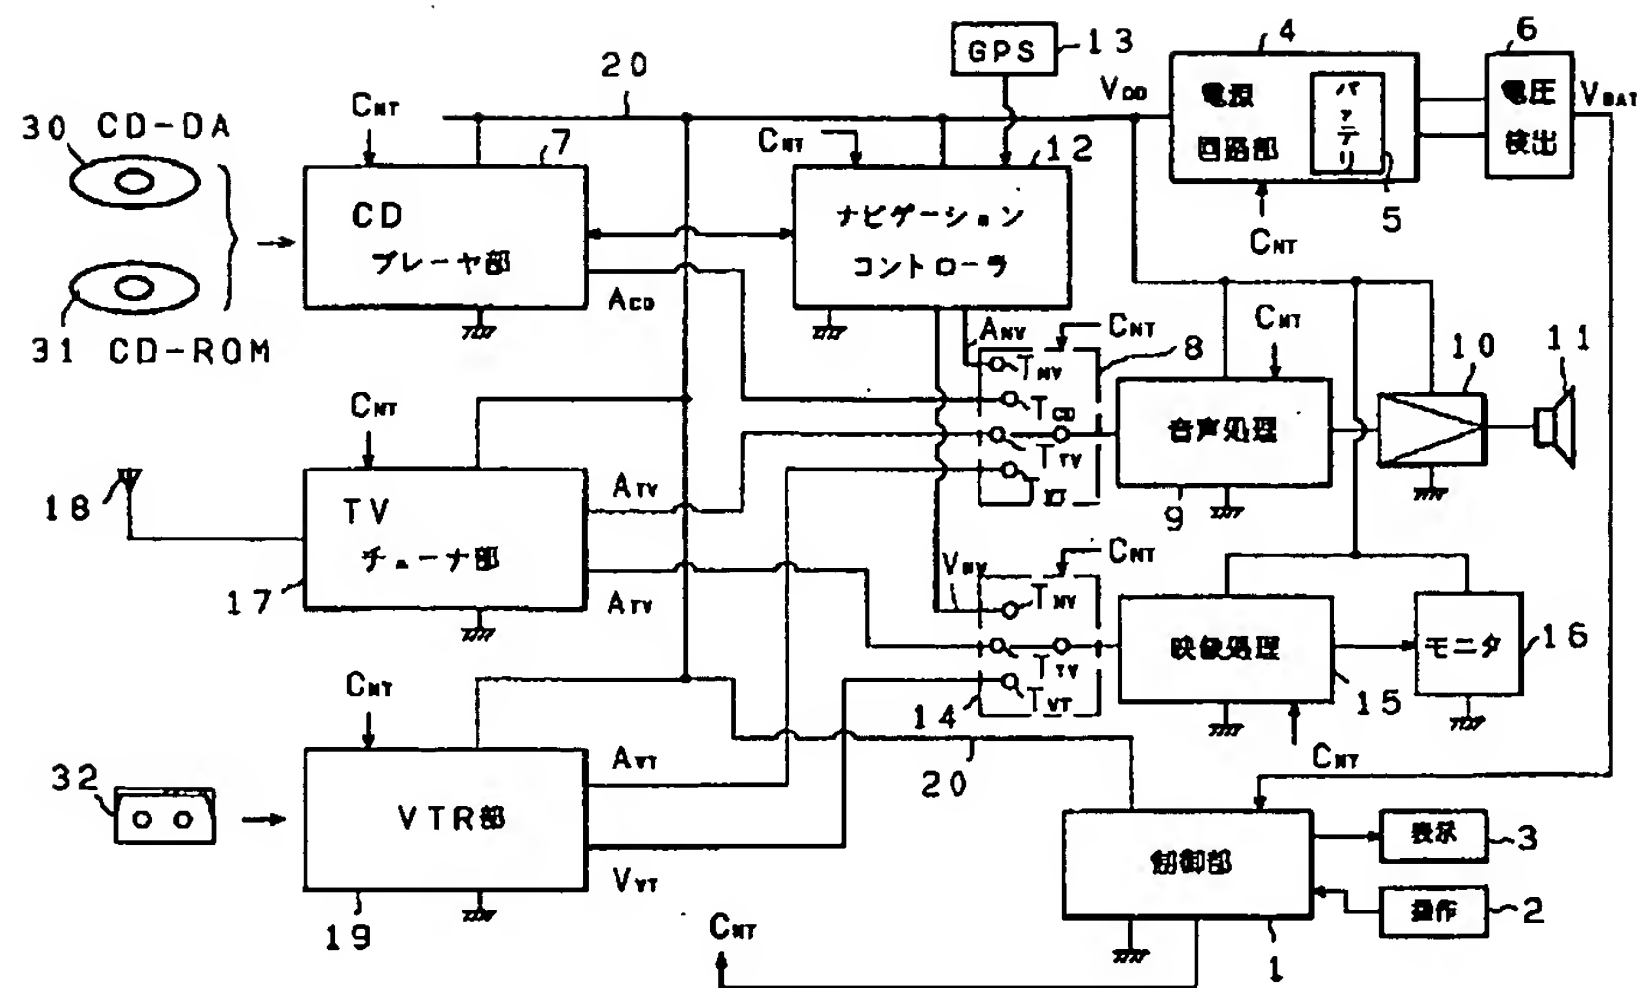 GPS
13
4
6
20
VDD
電源
回路部
バッテリ
5
電圧
検出
VBAT
CNT
30 CD-DA
CNT
7
CNT
12
CD
プレーヤ部
ナビゲーション
コントローラ
CNT
31 CD-ROM
ACD
ANV
CNT
8
CNT
10
11
TNV
TCD
TTV
音声処理
9
CNT
18
TV
チューナ部
17
ATV
ATV
VNV
CNT
TNV
TTV
TVT
14
映像処理
15
モニタ
16
CNT
CNT
20
32
VTR部
19
AVT
VVT
制御部
1
表示
3
操作
2
CNT